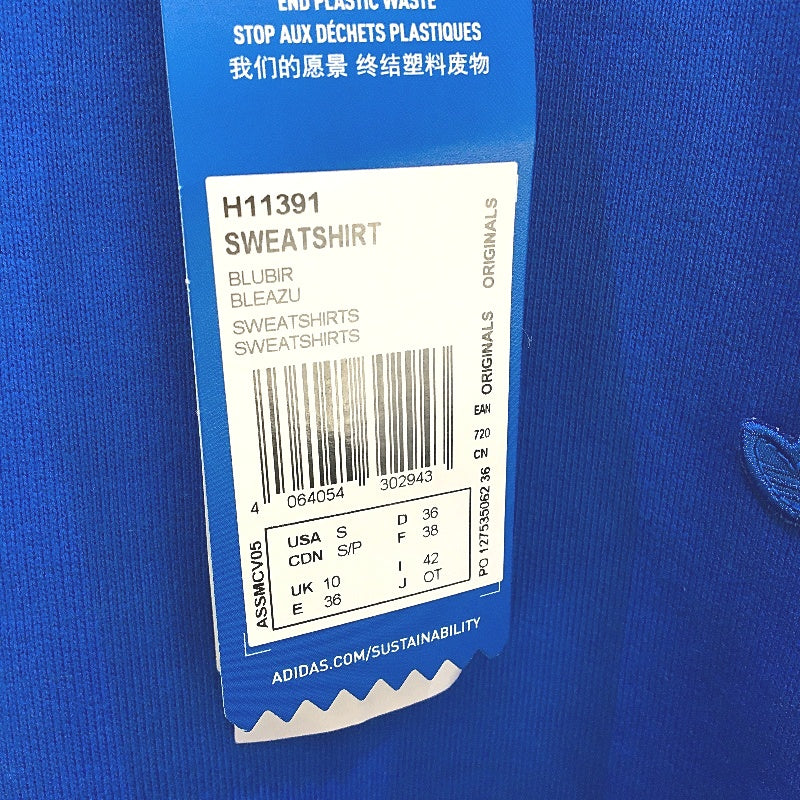 END PLASTIC WASTE
STOP AUX DÉCHETS PLASTIQUES
我们的愿景 终结塑料废物
H11391
SWEATSHIRT
BLUBIR
BLEAZU
SWEATSHIRTS
SWEATSHIRTS
4 064054 302943
ORIGINALS
ORIGINALS
EAN
720
CN
PO 127535062 36
ASSMCV05
USA S D 36
CDN S/P F 38
UK 10 I 42
E 36 J OT
ADIDAS.COM/SUSTAINABILITY